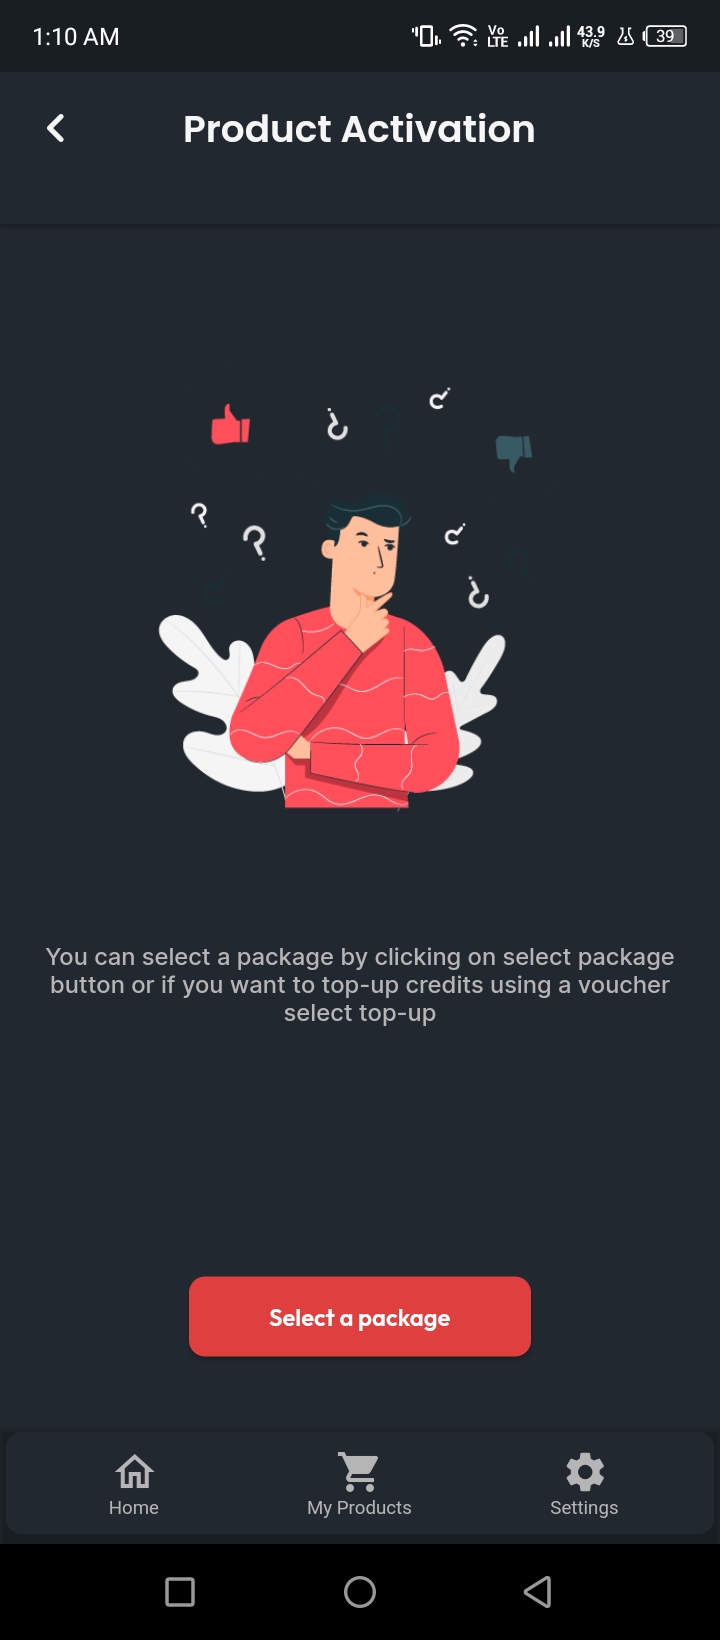 1:10 AM
Vo
LTE
43.9
K/S
39
Product Activation
You can select a package by clicking on select package
button or if you want to top-up credits using a voucher
select top-up
Select a package
Home
My Products
Settings